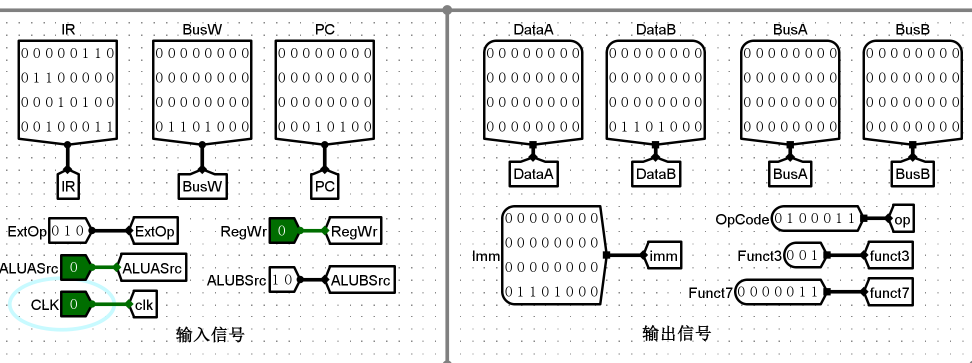 IR BusW PC
00000110 00000000 00000000
01100000 00000000 00000000
00010100 00000000 00000000
00100011 01101000 00010100
IR BusW PC
ExtOp 010 ExtOp
RegWr 0 RegWr
ALUASrc 0 ALUASrc
ALUBSrc 10 ALUBSrc
CLK 0 clk
输入信号
DataA DataB BusA BusB
00000000 00000000 00000000 00000000
00000000 00000000 00000000 00000000
00000000 00000000 00000000 00000000
00000000 01101000 00000000 00000000
DataA DataB BusA BusB
Imm
00000000
00000000
00000000
01101000
imm
OpCode 0100011 op
Funct3 001 funct3
Funct7 0000011 funct7
输出信号